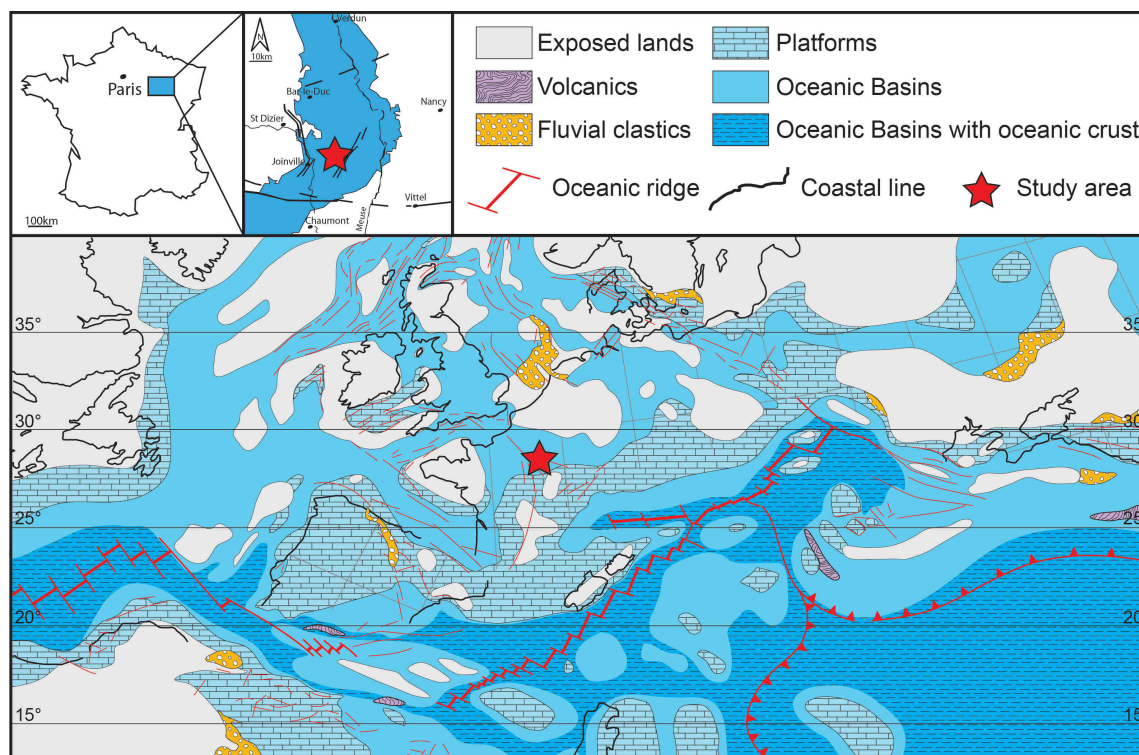 Paris
100km
N
10km
Verdun
Bar-le-Duc
Nancy
St Dizier
Joinville
Vittel
Chaumont
Meuse
Exposed lands
Platforms
Volcanics
Oceanic Basins
Fluvial clastics
Oceanic Basins with oceanic crust
Oceanic ridge
Coastal line
Study area
35°
35
30°
30
25°
25
20°
20
15°
15